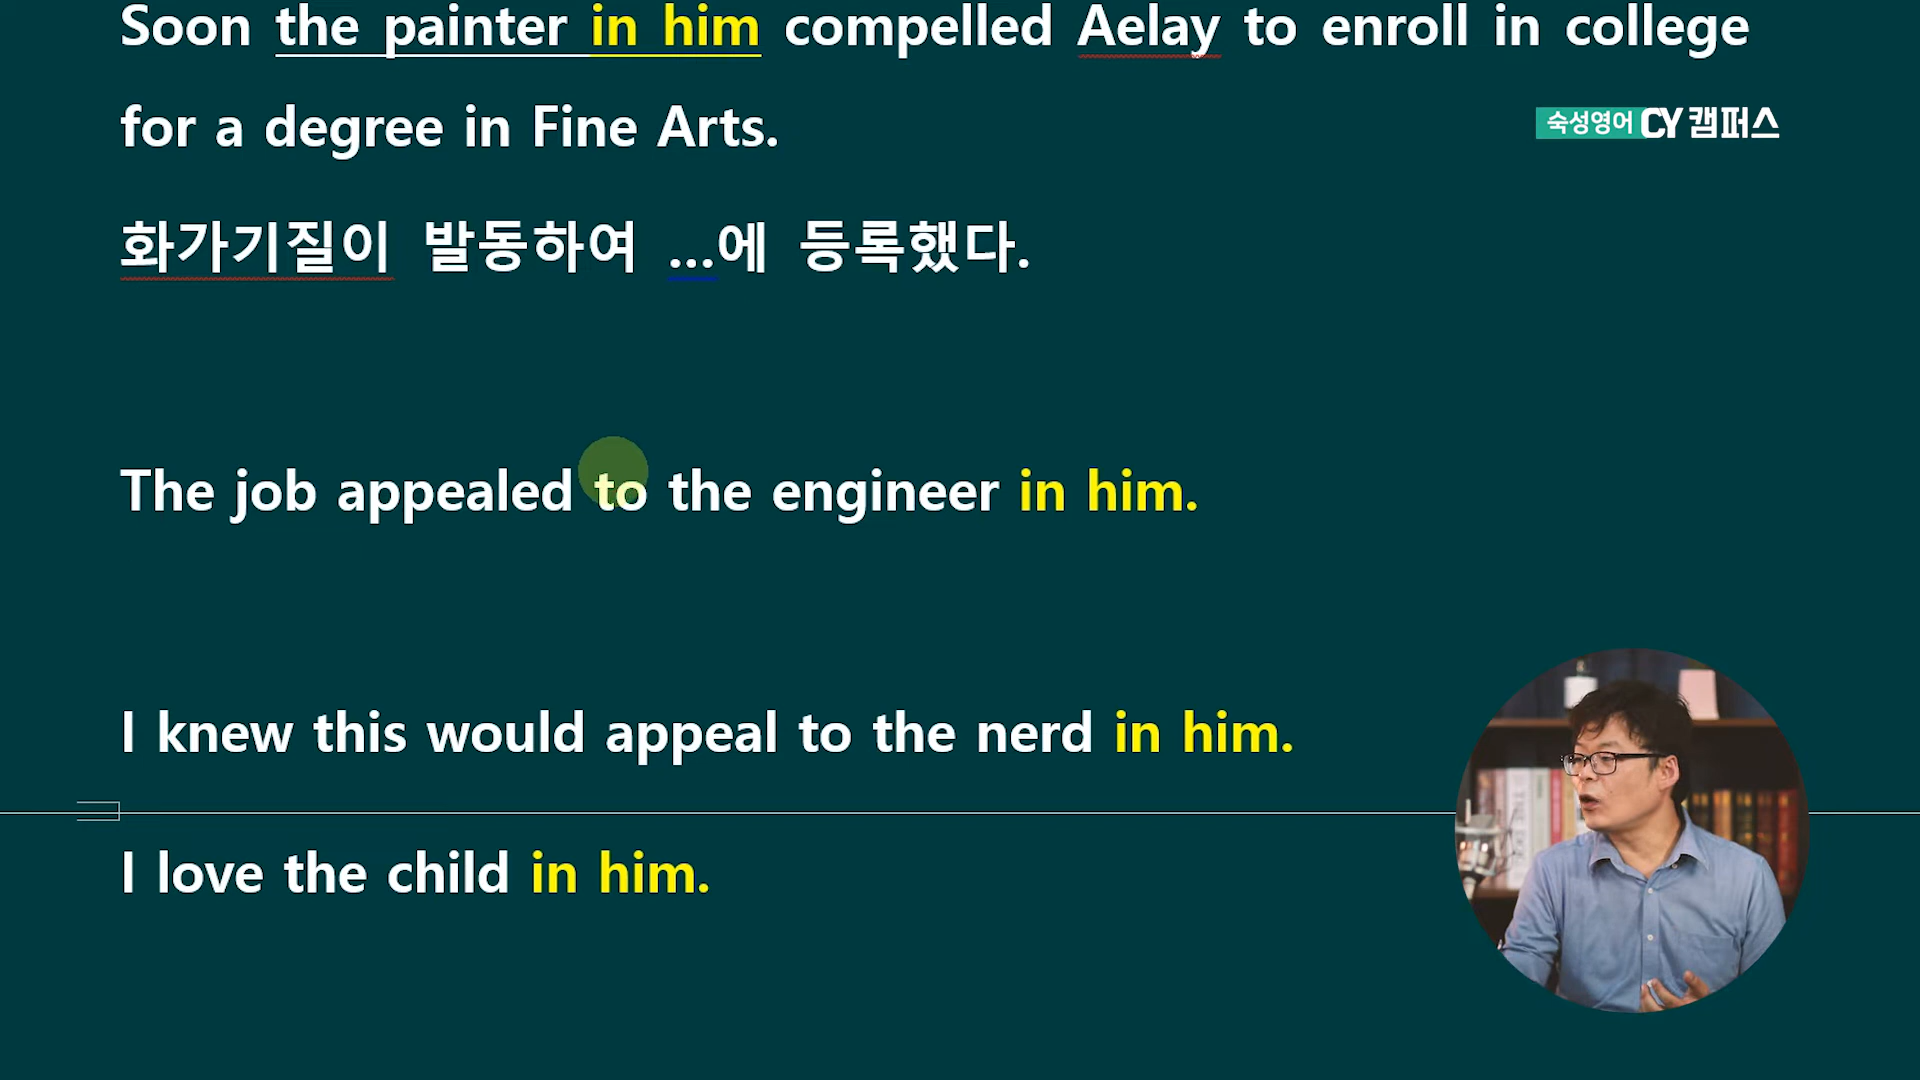 Soon the painter in him compelled Aelay to enroll in college
for a degree in Fine Arts.
숙성영어 CY캠퍼스
화가기질이 발동하여 ...에 등록했다.
The job appealed to the engineer in him.
I knew this would appeal to the nerd in him.
I love the child in him.